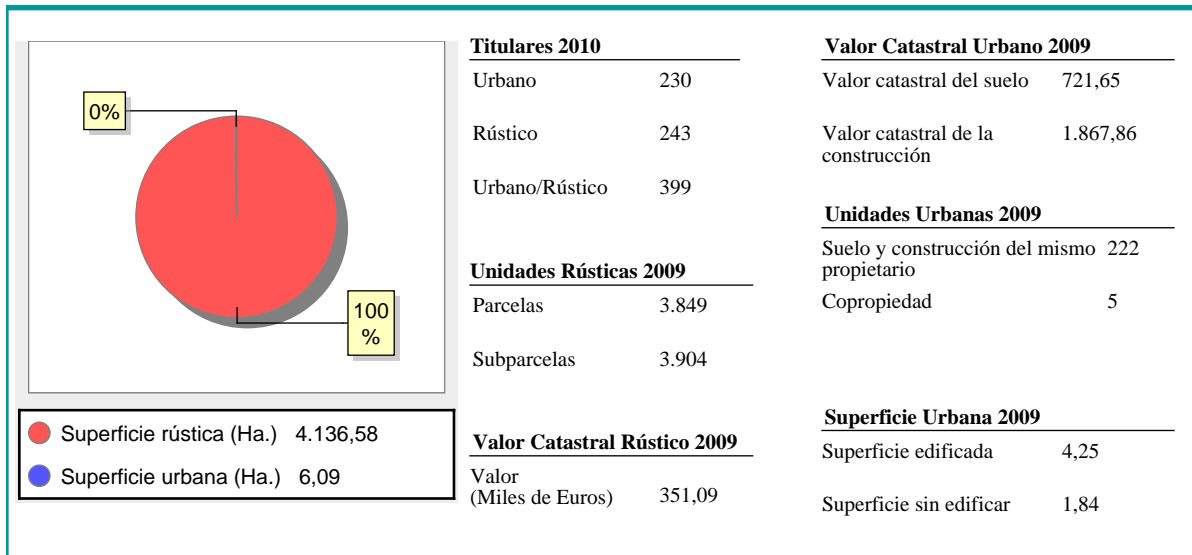 0%
100
%
Superficie rústica (Ha.) 4.136,58
Superficie urbana (Ha.) 6,09
Titulares 2010
Urbano 230
Rústico 243
Urbano/Rústico 399
Unidades Rústicas 2009
Parcelas 3.849
Subparcelas 3.904
Valor Catastral Rústico 2009
Valor
(Miles de Euros) 351,09
Valor Catastral Urbano 2009
Valor catastral del suelo 721,65
Valor catastral de la 1.867,86
construcción
Unidades Urbanas 2009
Suelo y construcción del mismo 222
propietario
Copropiedad 5
Superficie Urbana 2009
Superficie edificada 4,25
Superficie sin edificar 1,84